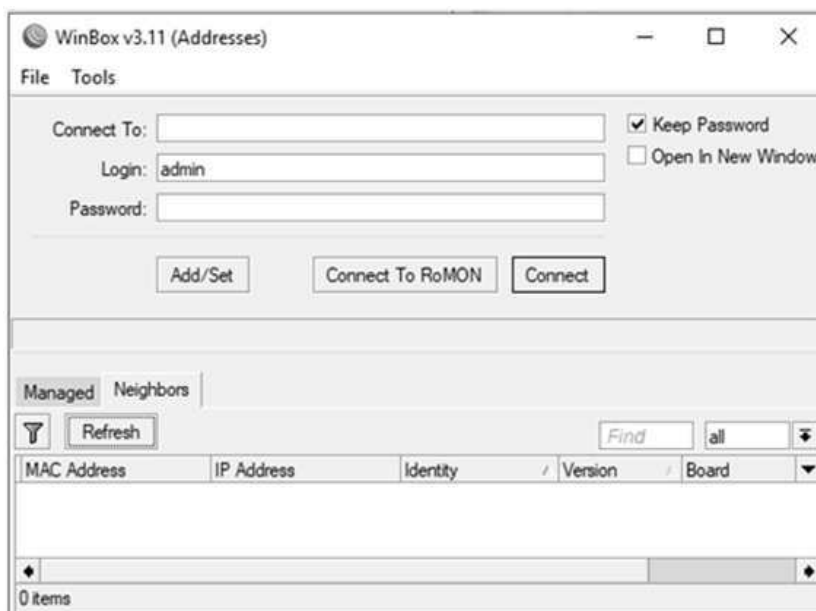 WinBox v3.11 (Addresses)
File Tools
Connect To:
Keep Password
Login: admin
Open In New Window
Password:
Add/Set Connect To RoMON Connect
Managed Neighbors
Refresh Find all
MAC Address IP Address Identity Version Board
0 items